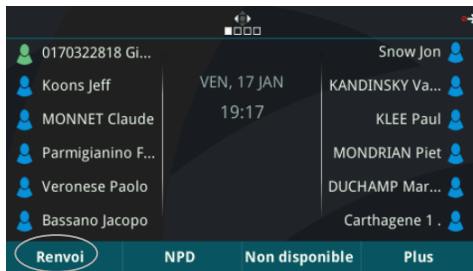 0170322818 Gi...
Koons Jeff
MONNET Claude
Parmigianino F...
Veronese Paolo
Bassano Jacopo
VEN, 17 JAN
19:17
Snow Jon
KANDINSKY Va...
KLEE Paul
MONDRIAN Piet
DUCHAMP Mar...
Carthagene 1 .
Renvoi NPD Non disponible Plus